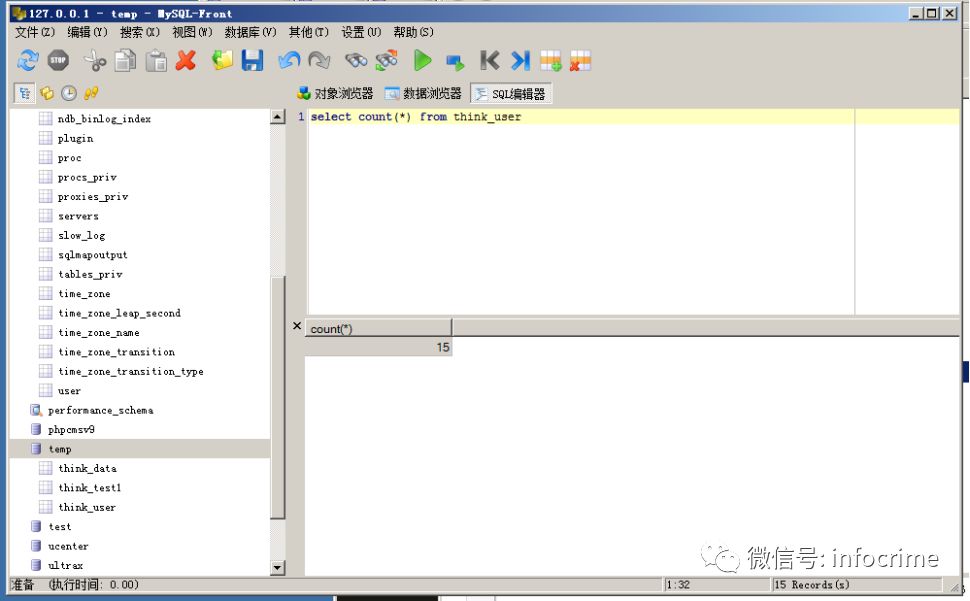 127.0.0.1 - temp - MySQL-Front
文件(Z) 编辑(Y) 搜索(X) 视图(W) 数据库(V) 其他(T) 设置(U) 帮助(S)
STOP
对象浏览器 数据浏览器 SQL编辑器
ndb_binlog_index
plugin
proc
procs_priv
proxies_priv
servers
slow_log
sqlmapoutput
tables_priv
time_zone
time_zone_leap_second
time_zone_name
time_zone_transition
time_zone_transition_type
user
performance_schema
phpcmsv9
temp
think_data
think_test1
think_user
test
ucenter
ultrax
1 select count(*) from think_user
count(*)
15
微信号: infocrime
准备 (执行时间: 0.00) 1:32 15 Records(s)